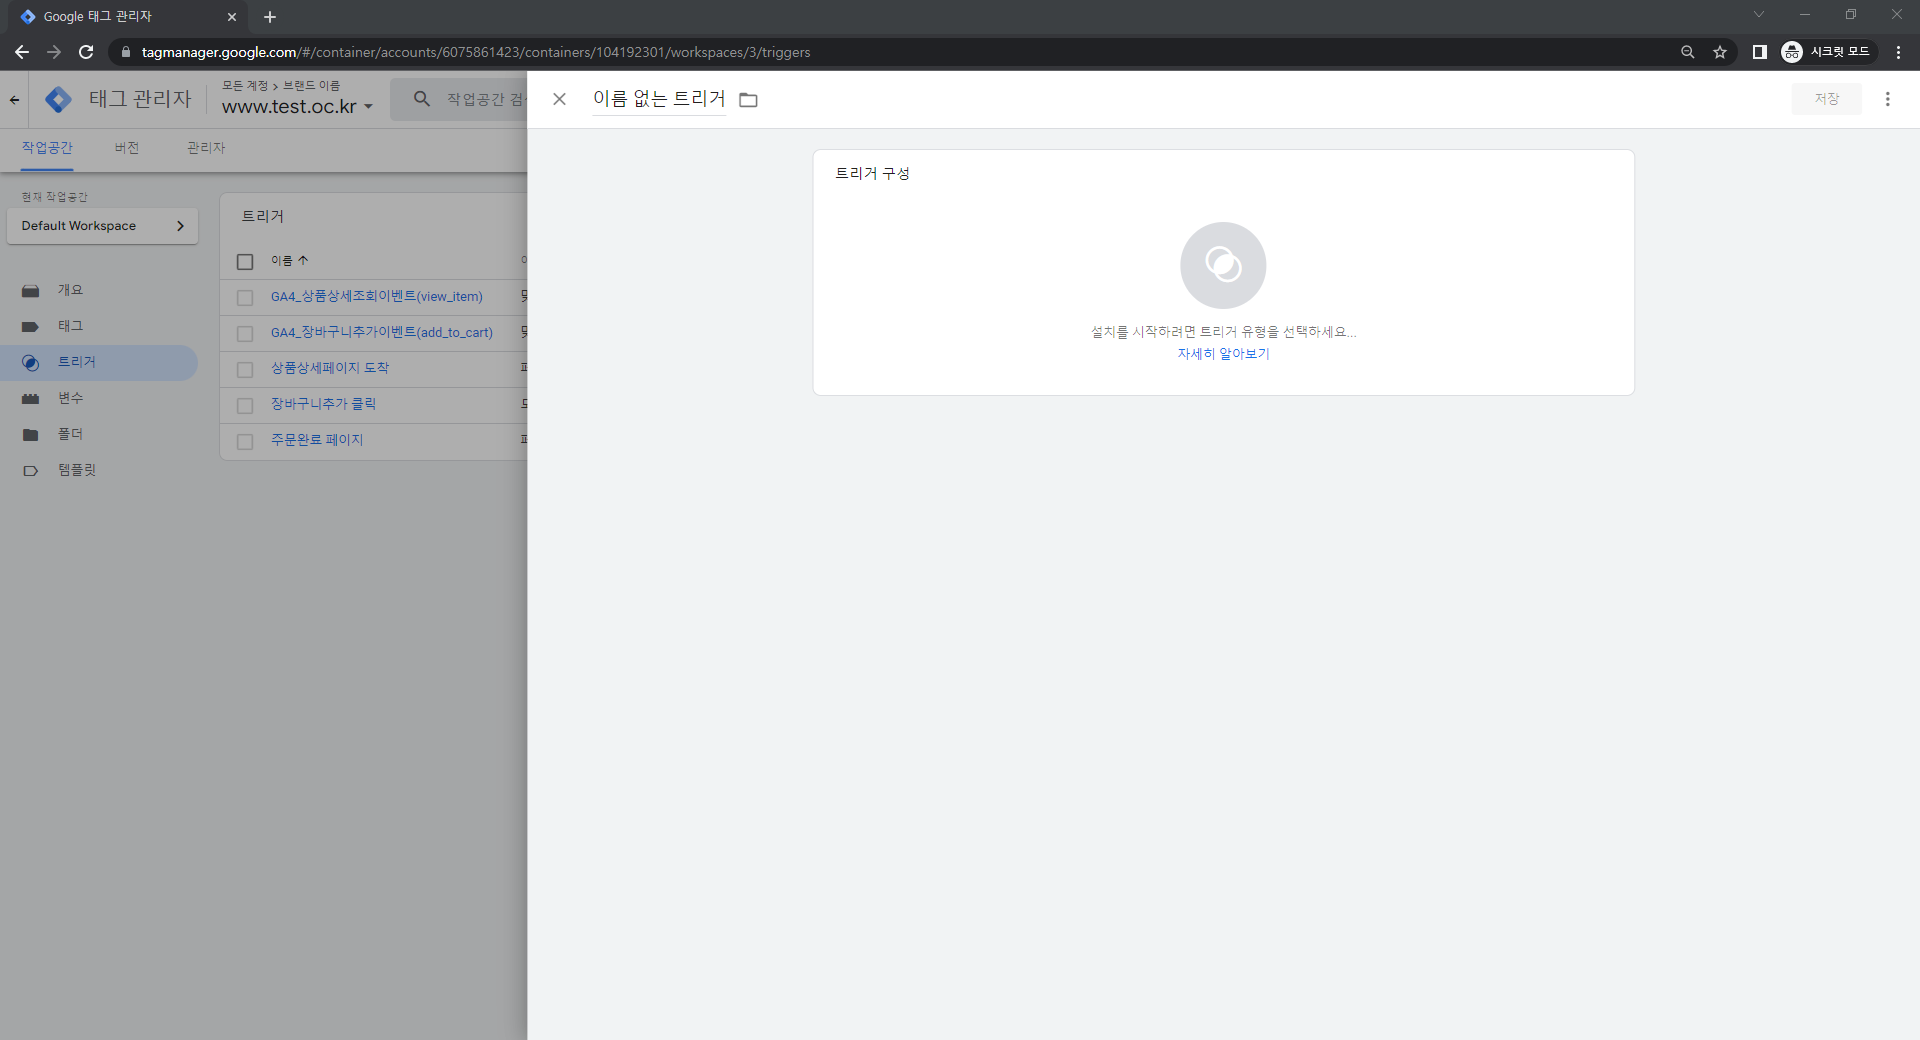 Google 태그 관리자
tagmanager.google.com/#/container/accounts/6075861423/containers/104192301/workspaces/3/triggers
시크릿 모드
태그 관리자
모든 계정 > 브랜드 이름
www.test.oc.kr
작업공간 검
이름 없는 트리거
저장
작업공간
버전
관리자
현재 작업공간
Default Workspace
개요
태그
트리거
변수
폴더
템플릿
트리거
이름
GA4_상품상세조회이벤트(view_item)
GA4_장바구니추가이벤트(add_to_cart)
상품상세페이지 도착
장바구니추가 클릭
주문완료 페이지
트리거 구성
설치를 시작하려면 트리거 유형을 선택하세요...
자세히 알아보기